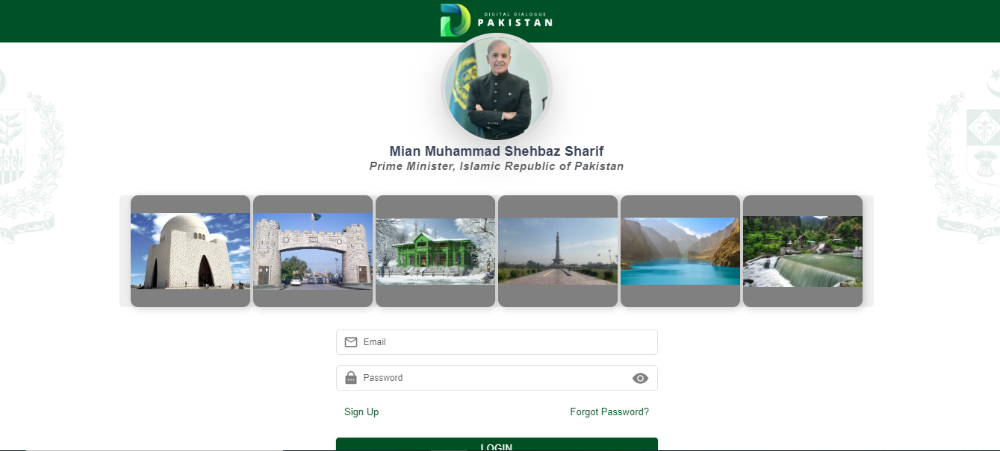 DIGITAL DIALOGUE
PAKISTAN
Mian Muhammad Shehbaz Sharif
Prime Minister, Islamic Republic of Pakistan
Email
Password
Sign Up
Forgot Password?
LOGIN